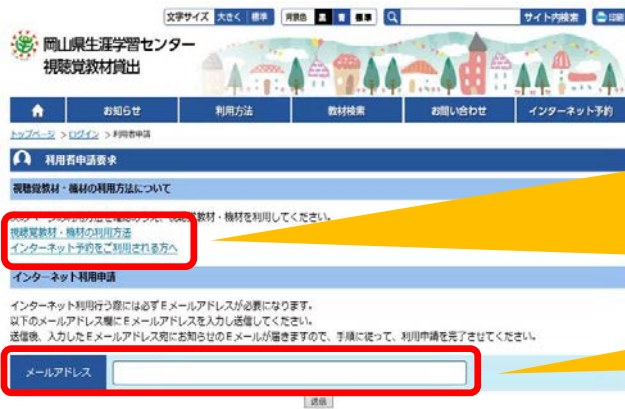 文字サイズ 大きく 標準 背景色 黒 青 標準 サイト内検索 印刷
岡山県生涯学習センター
視聴覚教材貸出
お知らせ 利用方法 教材検索 お問い合わせ インターネット予約
トップページ > ログイン > 利用者申請
利用者申請要求
視聴覚教材・機材の利用方法について
教材・機材を利用してください。
視聴覚教材・機材の利用方法
インターネット予約をご利用される方へ
インターネット利用申請
インターネット利用行う際には必ずEメールアドレスが必要になります。
以下のメールアドレス欄にEメールアドレスを入力し送信してください。
送信後、入力したEメールアドレス宛にお知らせのEメールが届きますので、手順に従って、利用申請を完了させてください。
メールアドレス
送信